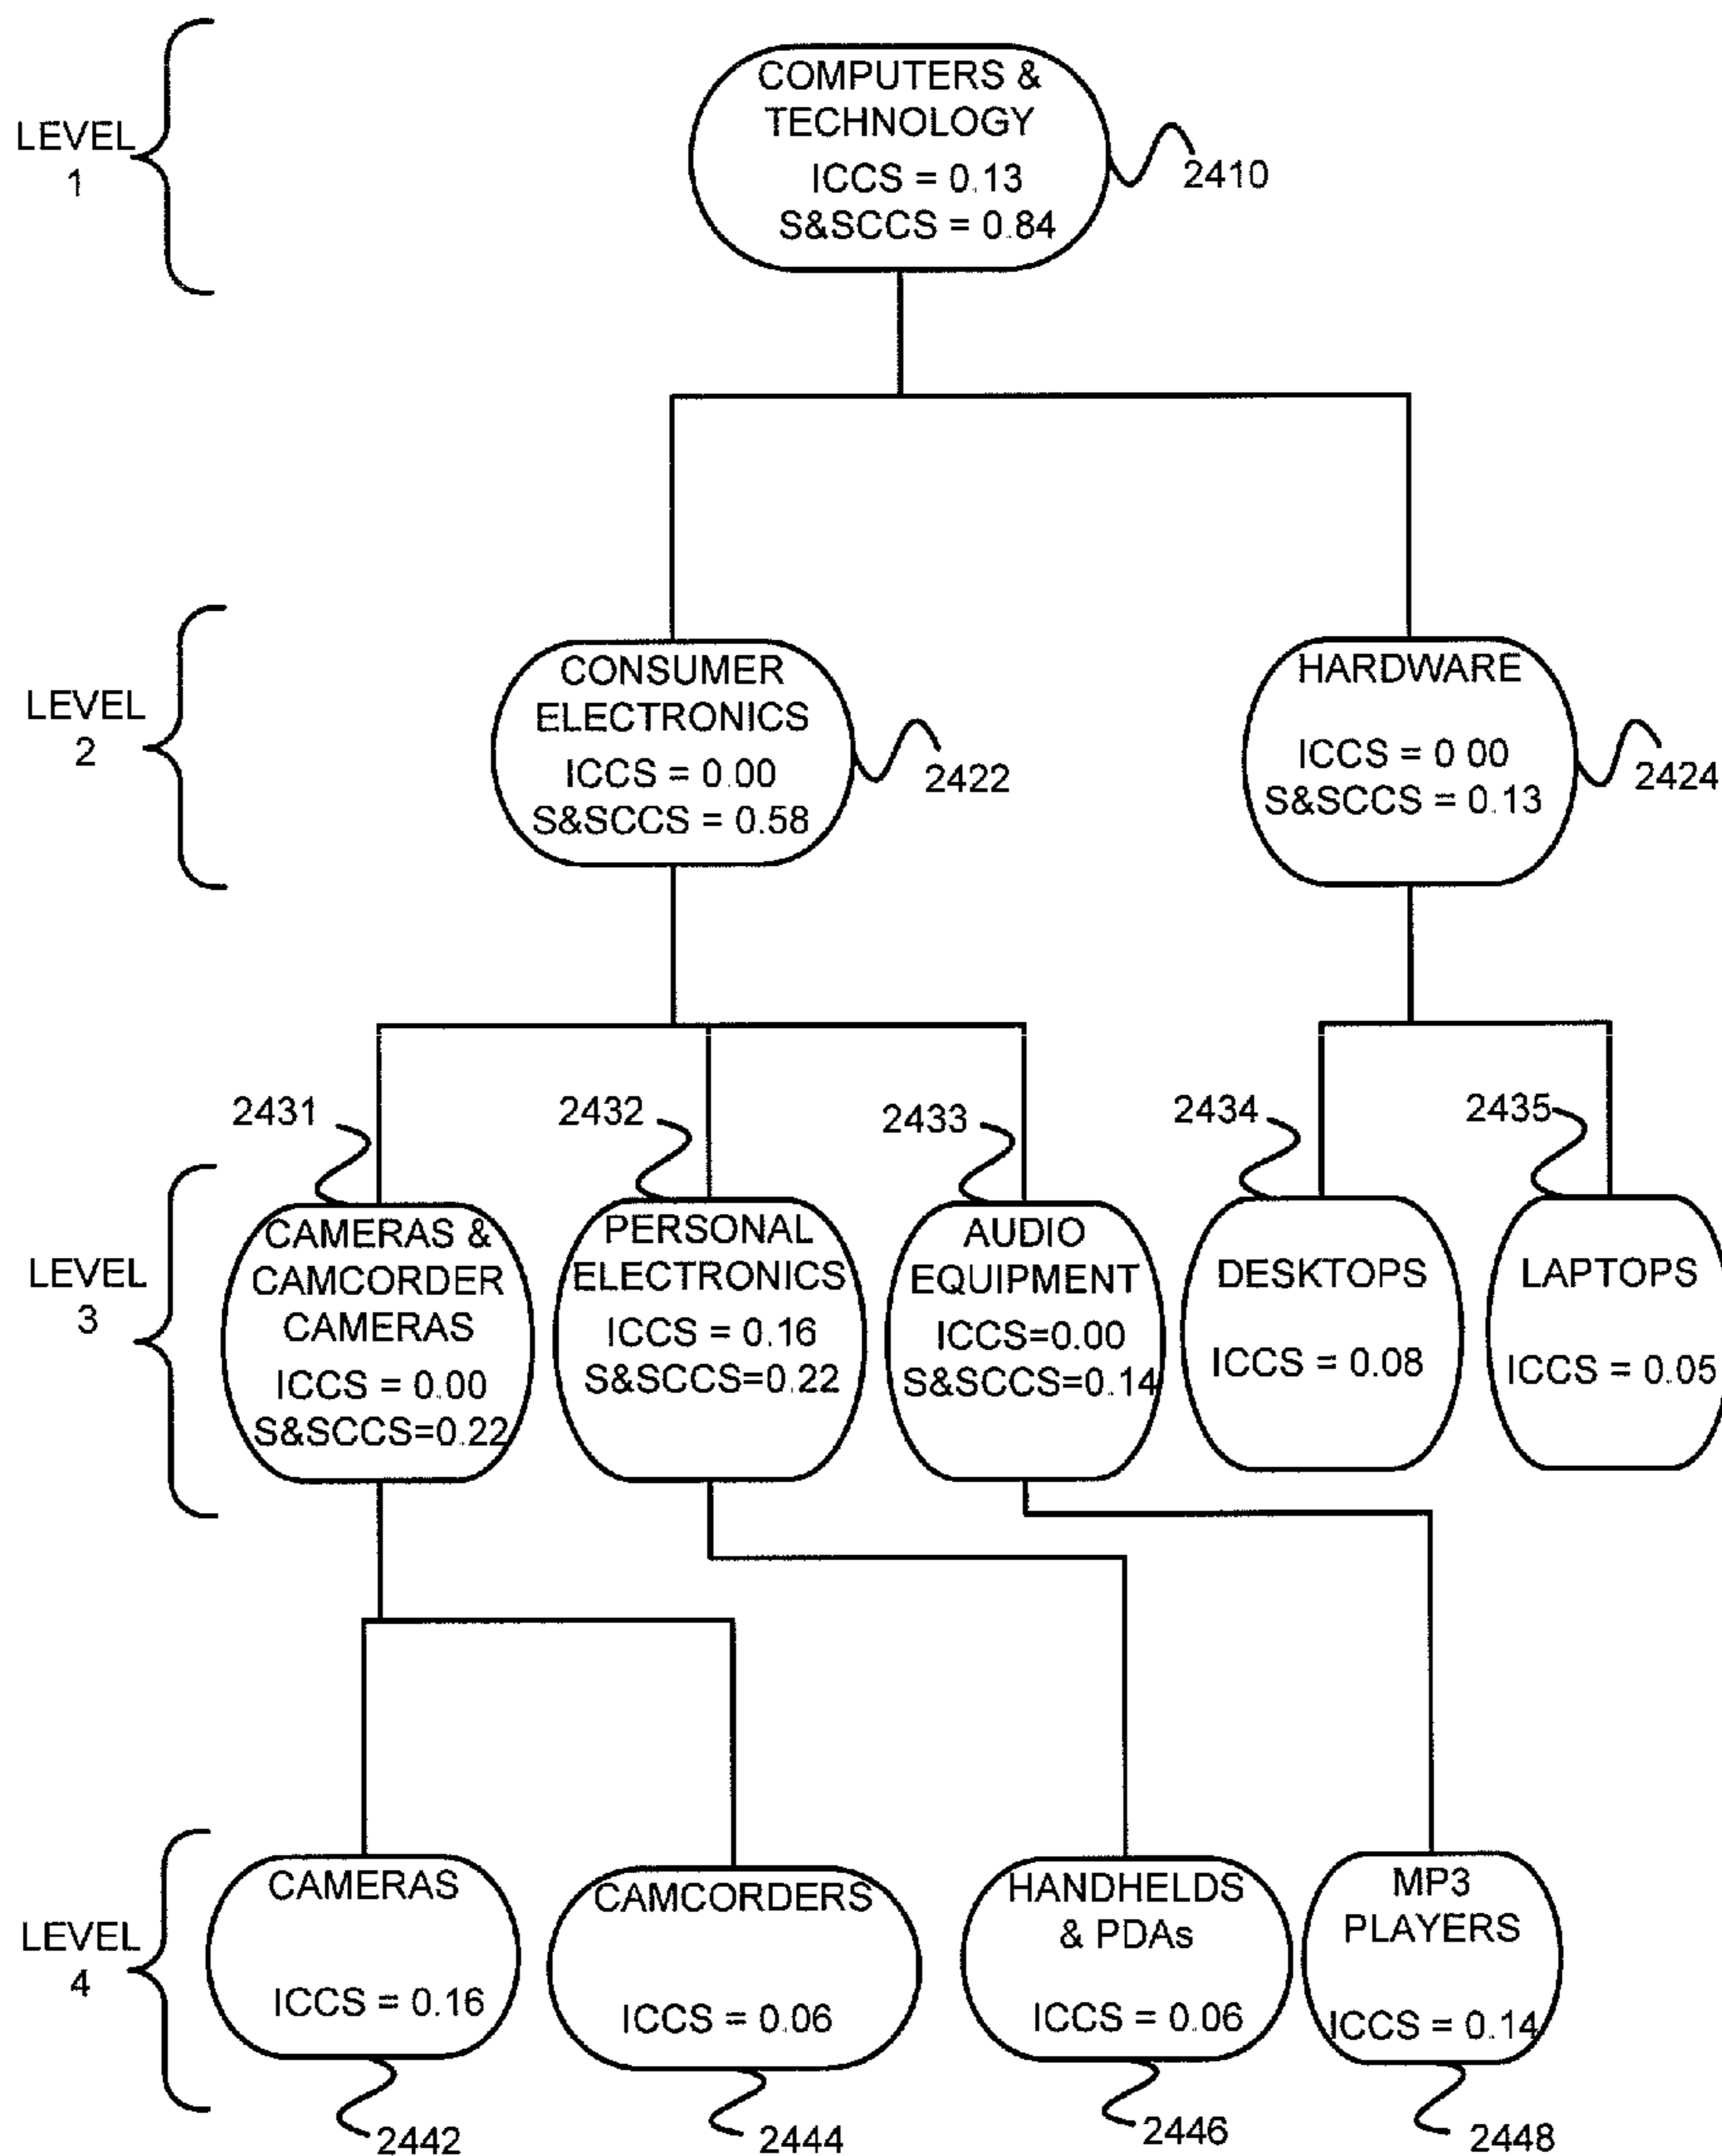 LEVEL
1
COMPUTERS &
TECHNOLOGY
ICCS = 0.13
S&SCCS = 0.84
2410
LEVEL
2
CONSUMER
ELECTRONICS
ICCS = 0.00
S&SCCS = 0.58
2422
HARDWARE
ICCS = 0 00
S&SCCS = 0.13
2424
LEVEL
3
2431
CAMERAS &
CAMCORDER
CAMERAS
ICCS = 0.00
S&SCCS=0.22
2432
PERSONAL
ELECTRONICS
ICCS = 0.16
S&SCCS=0.22
2433
AUDIO
EQUIPMENT
ICCS=0.00
S&SCCS=0.14
2434
DESKTOPS
ICCS = 0.08
2435
LAPTOPS
ICCS = 0.05
LEVEL
4
CAMERAS
ICCS = 0.16
2442
CAMCORDERS
ICCS = 0.06
2444
HANDHELDS
& PDAs
ICCS = 0.06
2446
MP3
PLAYERS
ICCS = 0.14
2448